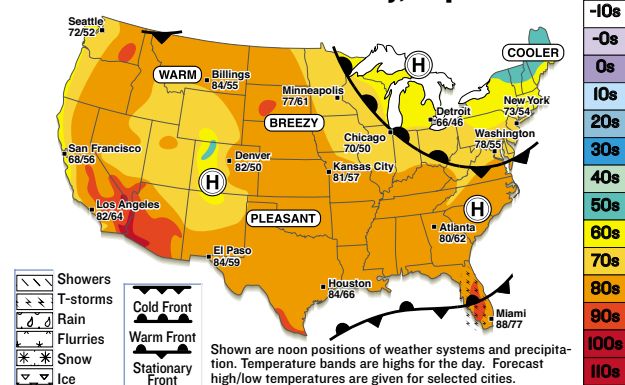 Seattle
72/52
WARM
Billings
84/55
Minneapolis
77/61
H
COOLER
BREEZY
Detroit
66/46
New York
73/54
Chicago
70/50
Washington
78/55
San Francisco
68/56
Denver
82/50
Kansas City
81/57
H
Los Angeles
82/64
PLEASANT
H
Atlanta
80/62
El Paso
84/59
Houston
84/66
Miami
88/77
Showers
T-storms
Rain
Flurries
Snow
Ice
Cold Front
Warm Front
Stationary
Front
Shown are noon positions of weather systems and precipita-
tion. Temperature bands are highs for the day. Forecast
high/low temperatures are given for selected cities.
-10s
-0s
0s
10s
20s
30s
40s
50s
60s
70s
80s
90s
100s
110s